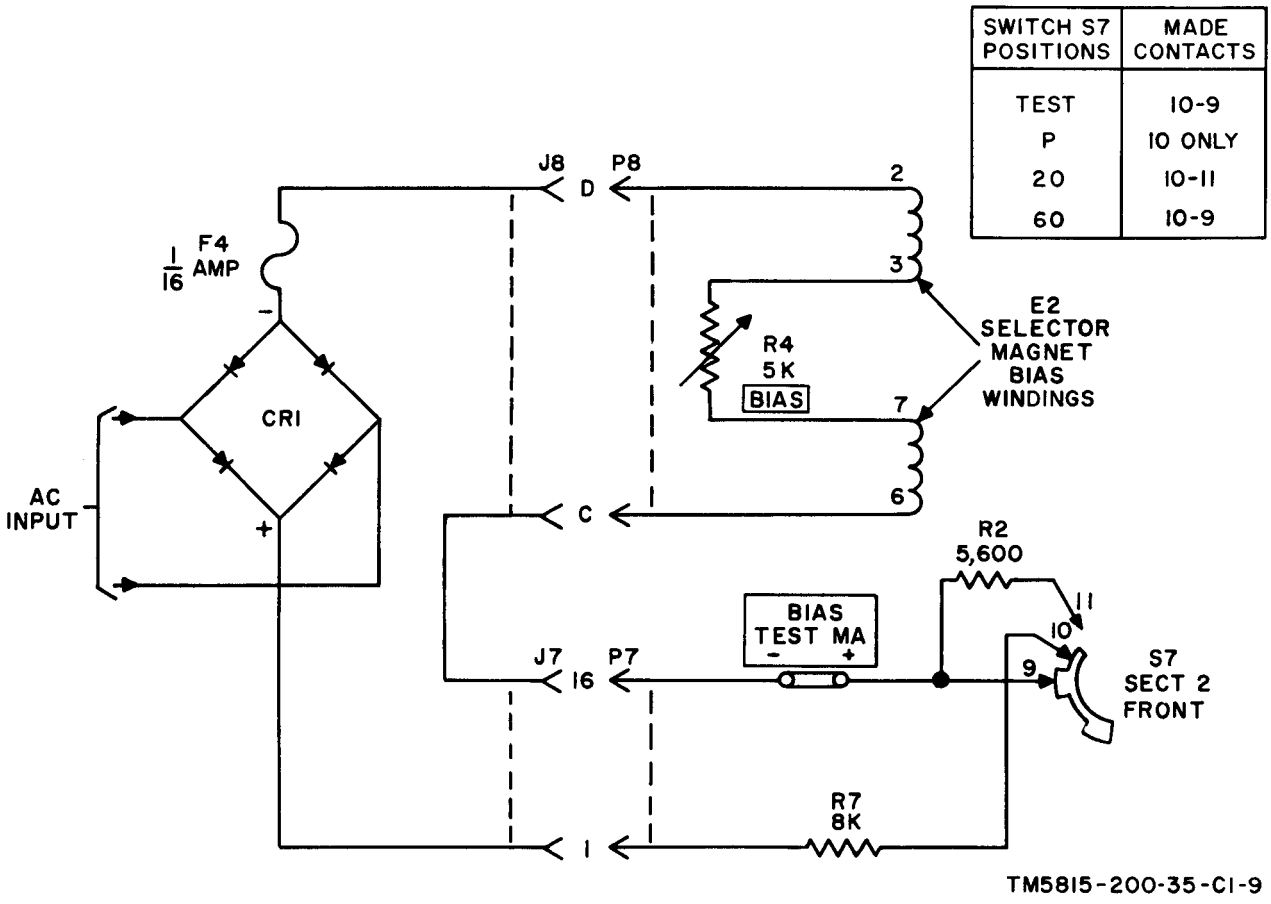 SWITCH S7 POSITIONS
MADE CONTACTS
TEST 10-9
P 10 ONLY
20 10-11
60 10-9
J8 D P8
2
F4
1/16 AMP
3
-
E2
SELECTOR
MAGNET
BIAS
WINDINGS
R4
5K
BIAS
7
CR1
AC
INPUT
6
C
+
R2
5,600
11
BIAS
TEST MA
- +
10
J7 16 P7
9
S7
SECT 2
FRONT
R7
8K
1
TM5815-200-35-C1-9